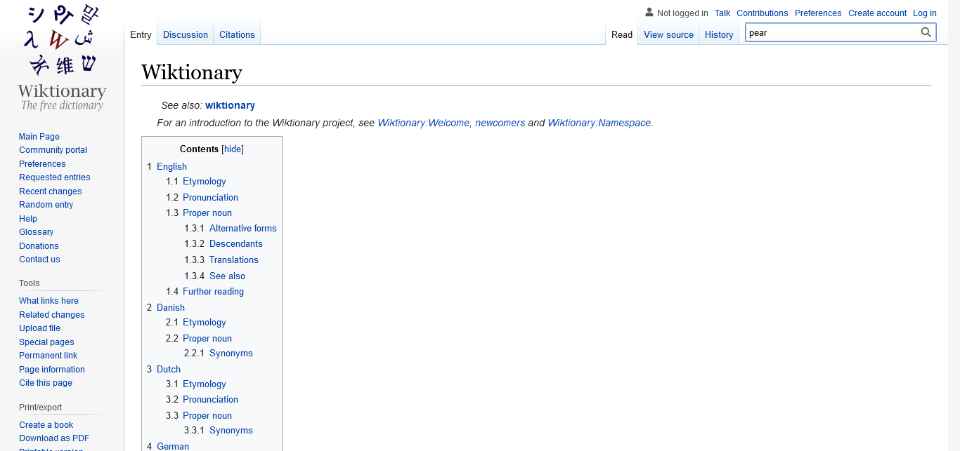 Not logged in Talk Contributions Preferences Create account Log in
Entry Discussion Citations Read View source History pear
Wiktionary
The free dictionary
Main Page
Community portal
Preferences
Requested entries
Recent changes
Random entry
Help
Glossary
Donations
Contact us
Tools
What links here
Related changes
Upload file
Special pages
Permanent link
Page information
Cite this page
Print/export
Create a book
Download as PDF
Printable version
Wiktionary
See also: wiktionary
For an introduction to the Wiktionary project, see Wiktionary:Welcome, newcomers and Wiktionary:Namespace.
Contents [hide]
1 English
1.1 Etymology
1.2 Pronunciation
1.3 Proper noun
1.3.1 Alternative forms
1.3.2 Descendants
1.3.3 Translations
1.3.4 See also
1.4 Further reading
2 Danish
2.1 Etymology
2.2 Proper noun
2.2.1 Synonyms
3 Dutch
3.1 Etymology
3.2 Pronunciation
3.3 Proper noun
3.3.1 Synonyms
4 German